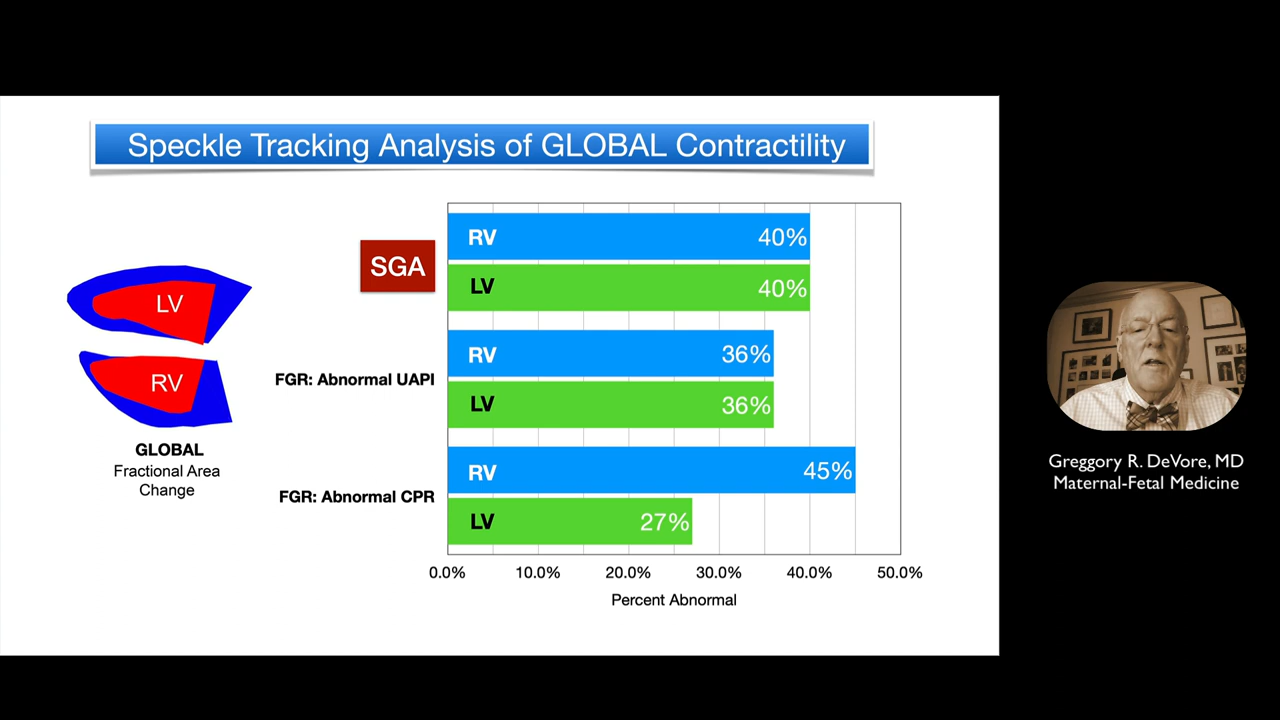 Speckle Tracking Analysis of GLOBAL Contractility
LV
RV
GLOBAL
Fractional Area
Change
SGA
RV 40%
LV 40%
FGR: Abnormal UAPI
RV 36%
LV 36%
FGR: Abnormal CPR
RV 45%
LV 27%
0.0% 10.0% 20.0% 30.0% 40.0% 50.0%
Percent Abnormal
Greggory R. DeVore, MD
Maternal-Fetal Medicine